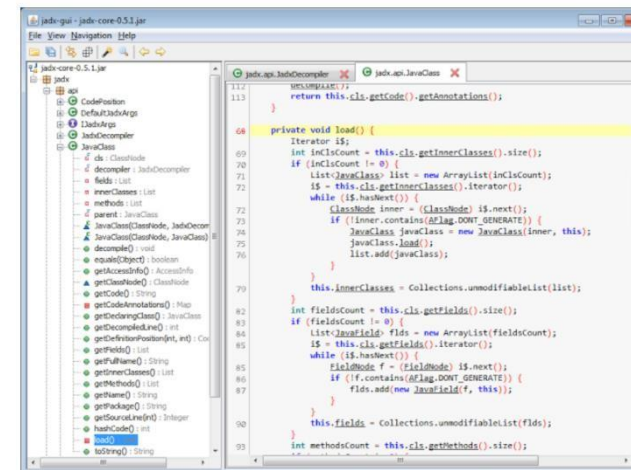 jadx-gui - jadx-core-0.5.1.jar
File View Navigation Help
jadx-core-0.5.1.jar
jadx
api
CodePosition
DefaultJadxArgs
IJadxArgs
JadxDecompiler
JavaClass
cls : ClassNode
decompiler : JadxDecompiler
fields : List
innerClasses : List
methods : List
parent : JavaClass
JavaClass(ClassNode, JadxDecom
JavaClass(ClassNode, JavaClass)
decompile() : void
equals(Object) : boolean
getAccessInfo() : AccessInfo
getClassNode() : ClassNode
getCode() : String
getCodeAnnotations() : Map
getDeclaringClass() : JavaClass
getDecompiledLine() : int
getDefinitionPosition(int, int) : Co
getFields() : List
getFullName() : String
getInnerClasses() : List
getMethods() : List
getName() : String
getPackage() : String
getSourceLine(int) : Integer
hashCode() : int
load()
toString() : String
jadx.api.JadxDecompiler jadx.api.JavaClass
112 decompile();
113 return this.cls.getCode().getAnnotations();
}
68 private void load() {
Iterator i$;
69 int inClsCount = this.cls.getInnerClasses().size();
70 if (inClsCount != 0) {
71 List<JavaClass> list = new ArrayList(inClsCount);
72 i$ = this.cls.getInnerClasses().iterator();
while (i$.hasNext()) {
72 ClassNode inner = (ClassNode) i$.next();
73 if (!inner.contains(AFlag.DONT_GENERATE)) {
74 JavaClass javaClass = new JavaClass(inner, this);
75 javaClass.load();
76 list.add(javaClass);
}
}
79 this.innerClasses = Collections.unmodifiableList(list);
}
82 int fieldsCount = this.cls.getFields().size();
83 if (fieldsCount != 0) {
84 List<JavaField> flds = new ArrayList(fieldsCount);
85 i$ = this.cls.getFields().iterator();
while (i$.hasNext()) {
85 FieldNode f = (FieldNode) i$.next();
86 if (!f.contains(AFlag.DONT_GENERATE)) {
87 flds.add(new JavaField(f, this));
}
}
90 this.fields = Collections.unmodifiableList(flds);
}
93 int methodsCount = this.cls.getMethods().size();